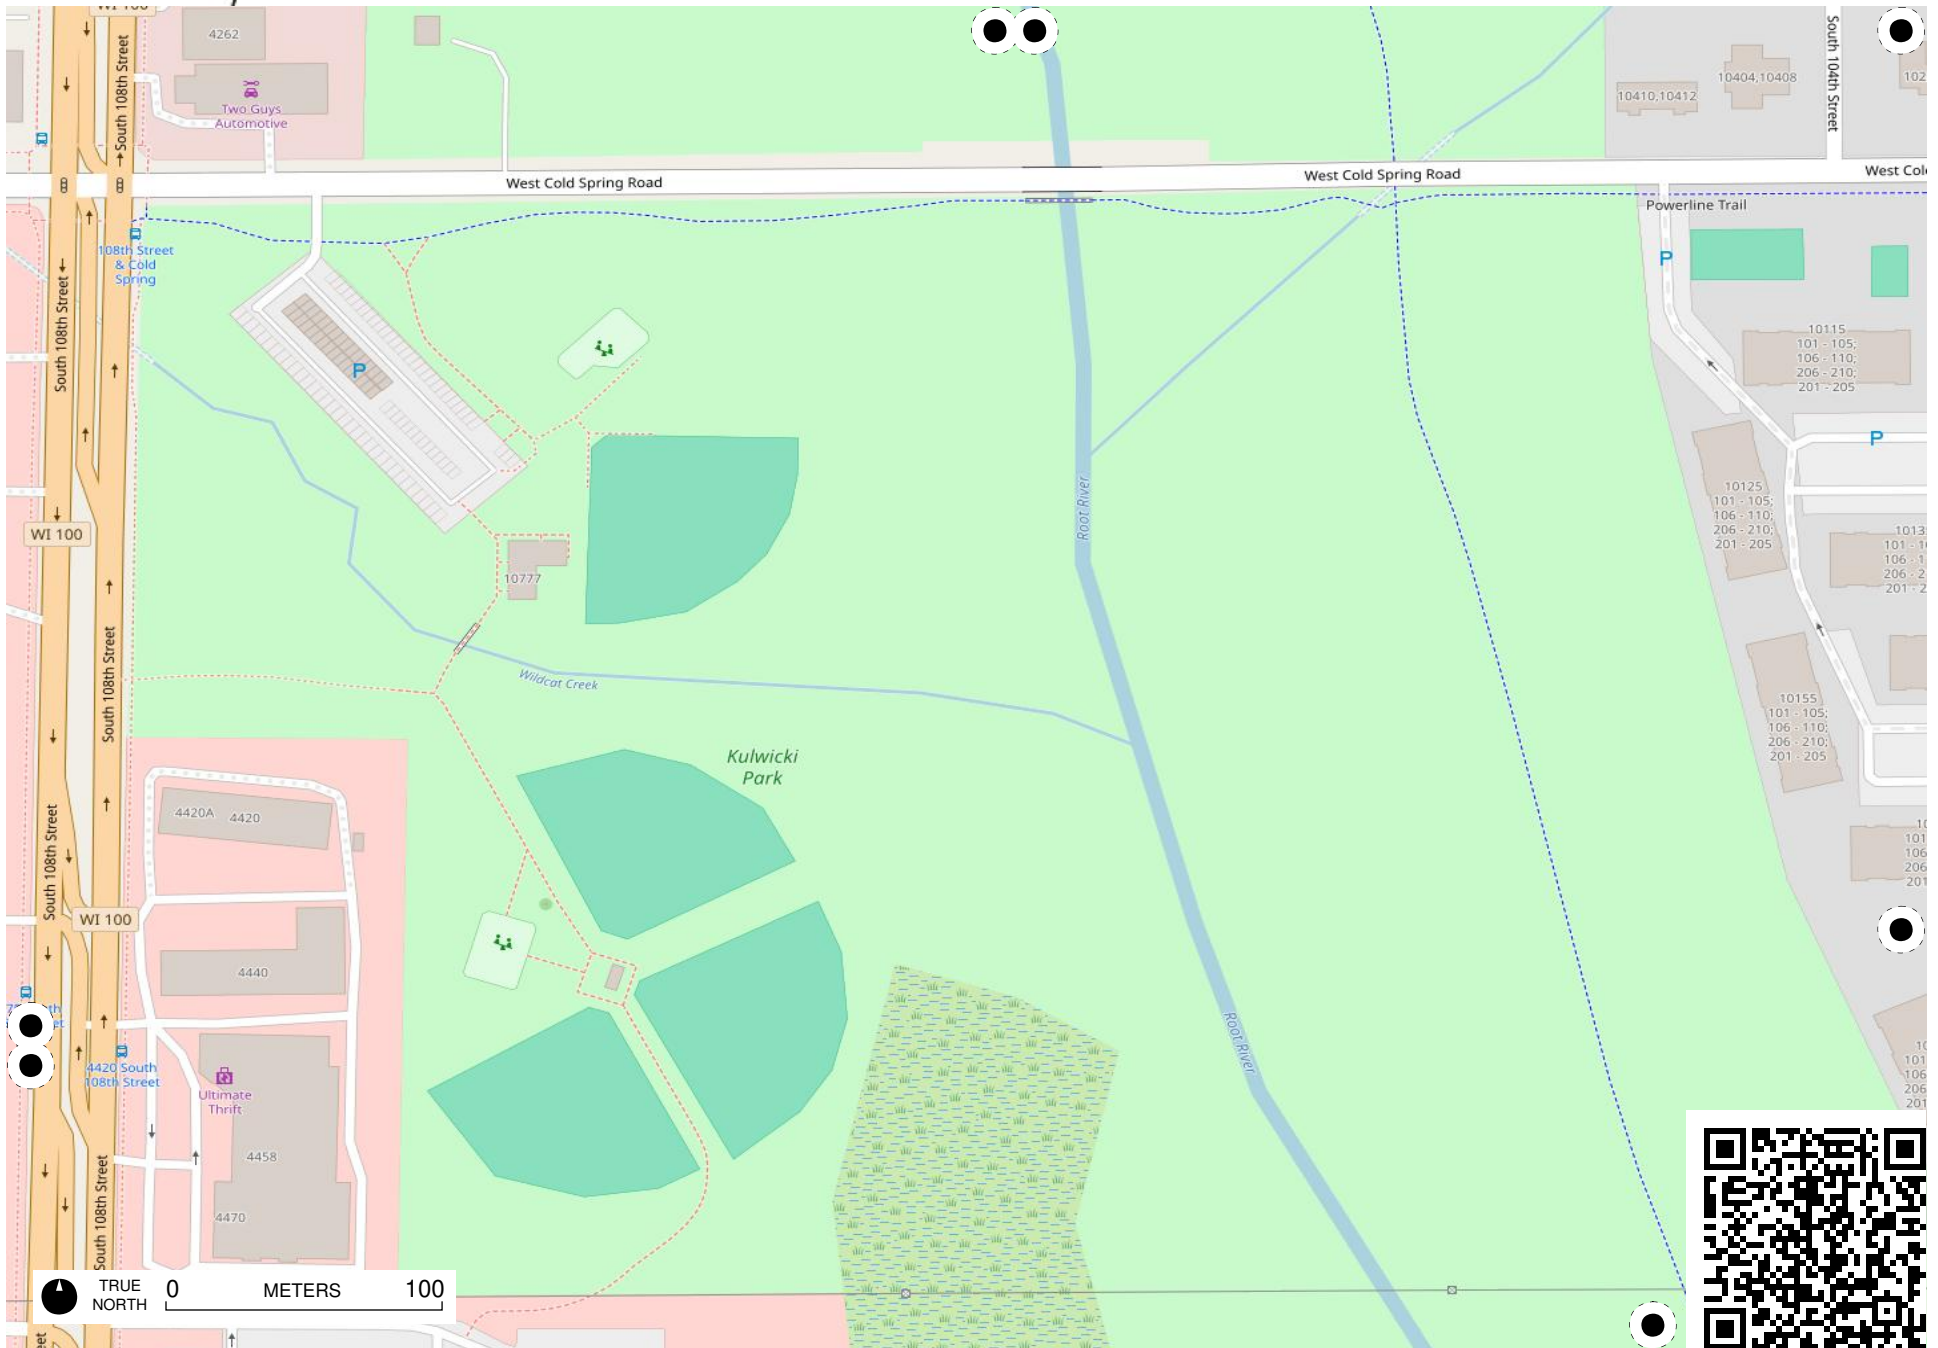 WI 100
4262
Two Guys
Automotive
South 108th Street
South 104th Street
10404,10408
10410,10412
West Cold Spring Road
West Cold Spring Road
Powerline Trail
108th Street
& Cold
Spring
P
P
P
South 108th Street
South 108th Street
10115
101 - 105;
106 - 110;
206 - 210;
201 - 205
10125
101 - 105;
106 - 110;
206 - 210;
201 - 205
Root River
WI 100
10777
Wildcat Creek
South 108th Street
10155
101 - 105;
106 - 110;
206 - 210;
201 - 205
Kulwicki
Park
4420A
4420
South 108th Street
WI 100
4440
4420 South
108th Street
Ultimate
Thrift
Root River
4458
4470
South 108th Street
TRUE
NORTH
0
METERS
100